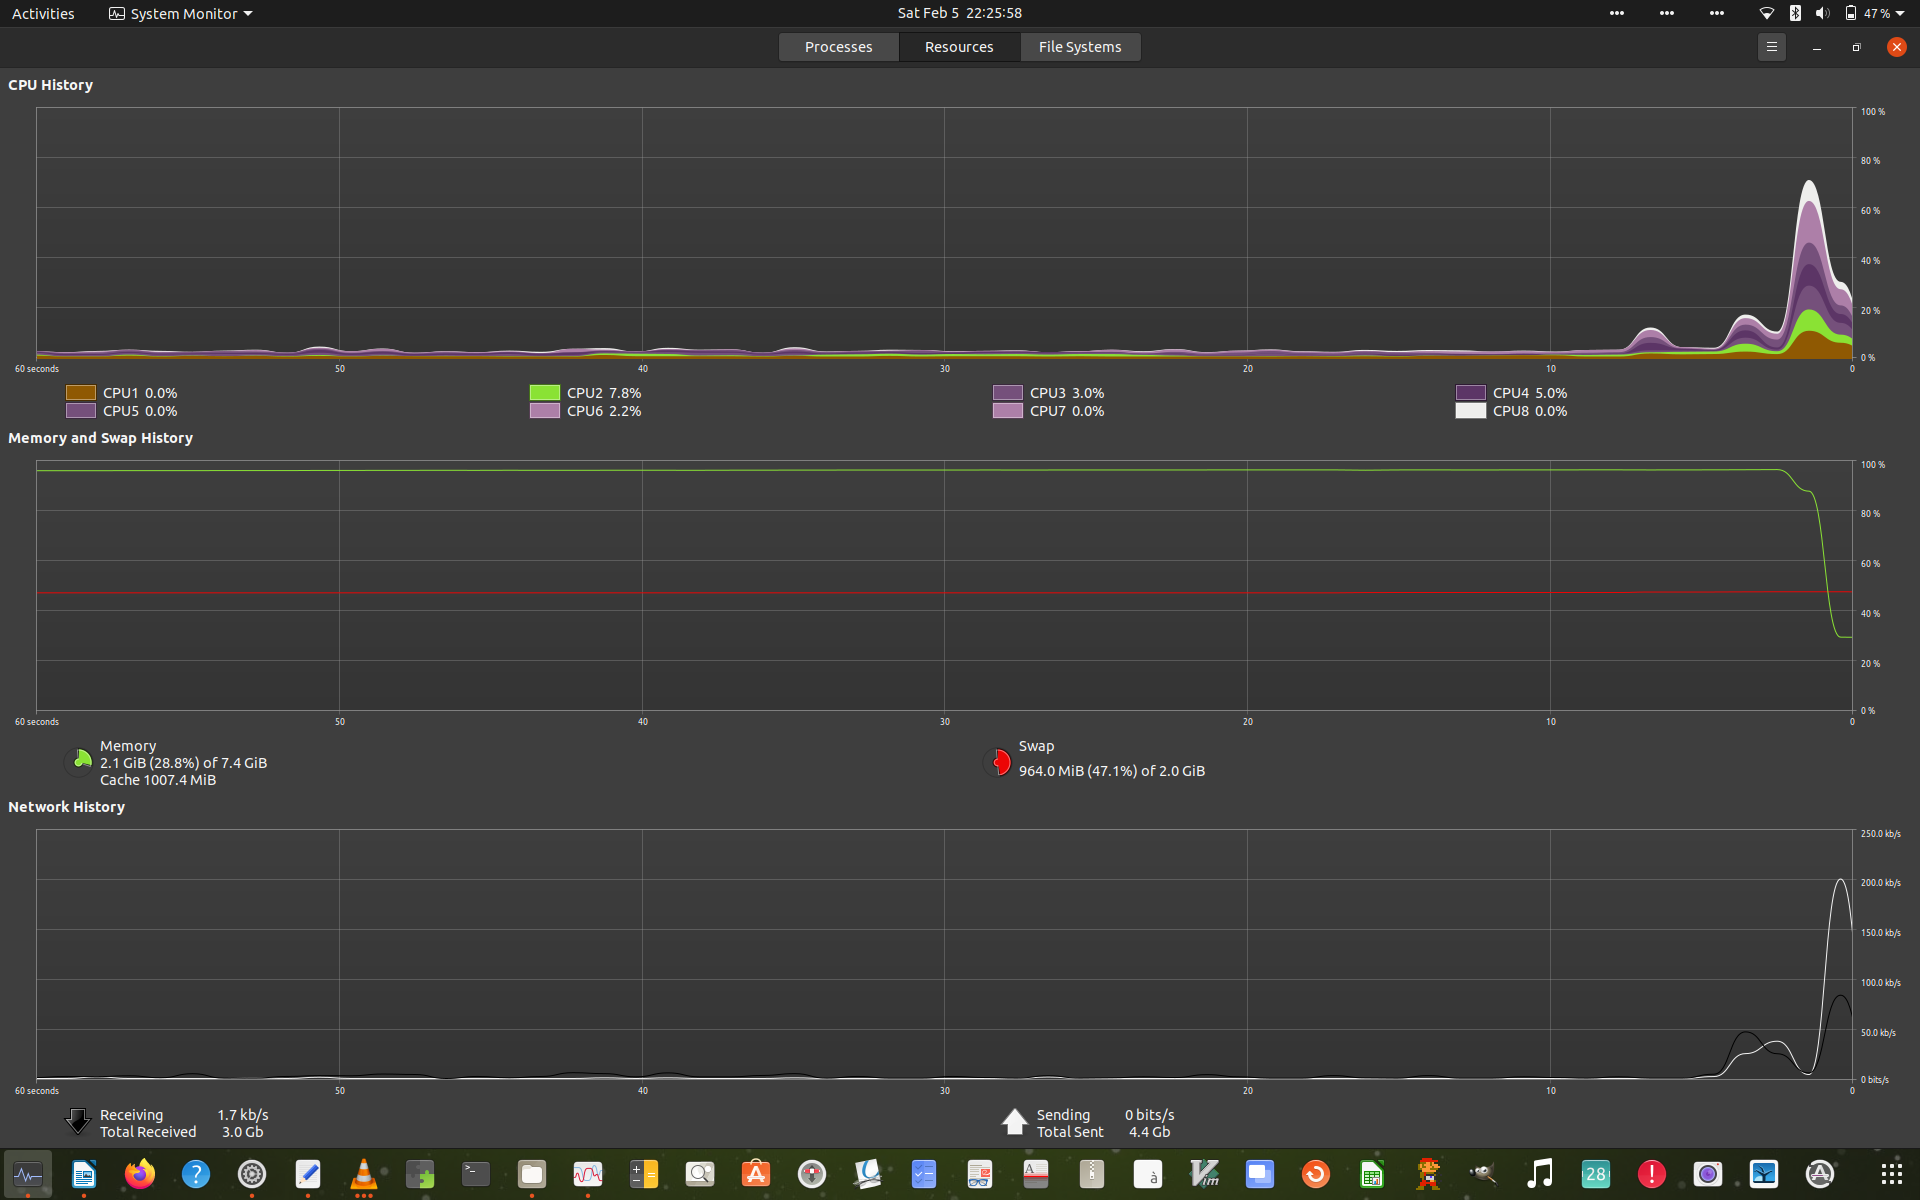 Activities System Monitor Sat Feb 5 22:25:58 47 %
Processes Resources File Systems
CPU History
100 %
80 %
60 %
40 %
20 %
0 %
60 seconds 50 40 30 20 10 0
CPU1 0.0% CPU2 7.8% CPU3 3.0% CPU4 5.0%
CPU5 0.0% CPU6 2.2% CPU7 0.0% CPU8 0.0%
Memory and Swap History
100 %
80 %
60 %
40 %
20 %
0 %
60 seconds 50 40 30 20 10 0
Memory
2.1 GiB (28.8%) of 7.4 GiB
Cache 1007.4 MiB
Swap
964.0 MiB (47.1%) of 2.0 GiB
Network History
250.0 kb/s
200.0 kb/s
150.0 kb/s
100.0 kb/s
50.0 kb/s
0 bits/s
60 seconds 50 40 30 20 10 0
Receiving 1.7 kb/s
Total Received 3.0 Gb
Sending 0 bits/s
Total Sent 4.4 Gb
? >_ A à Vim 28 !